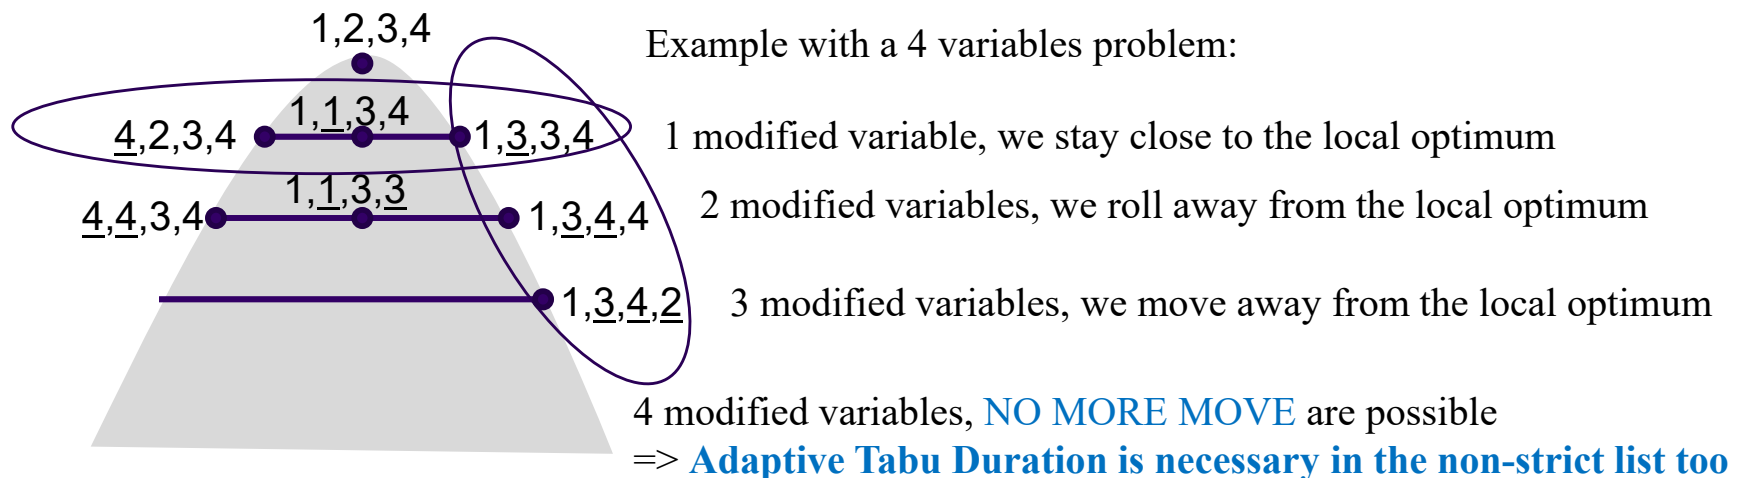 1,2,3,4
Example with a 4 variables problem:
1,1,3,4
4,2,3,4
1,3,3,4
1 modified variable, we stay close to the local optimum
1,1,3,3
4,4,3,4
1,3,4,4
2 modified variables, we roll away from the local optimum
1,3,4,2
3 modified variables, we move away from the local optimum
4 modified variables, NO MORE MOVE are possible
=> Adaptive Tabu Duration is necessary in the non-strict list too